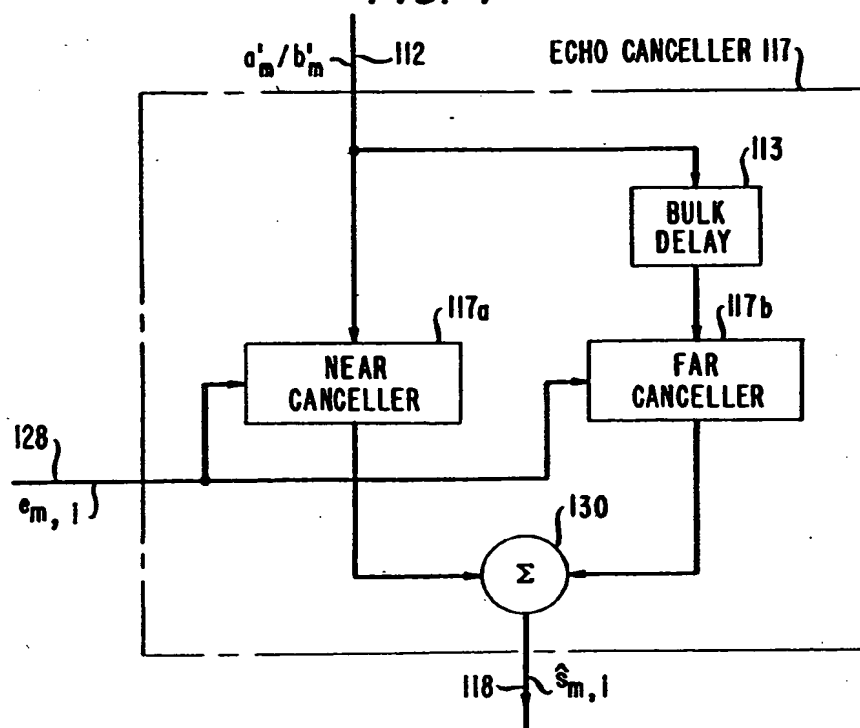 a'm/b'm
112
ECHO CANCELLER 117
113
BULK
DELAY
117a
117b
NEAR
CANCELLER
FAR
CANCELLER
128
em, i
130
Σ
118
ŝm, i